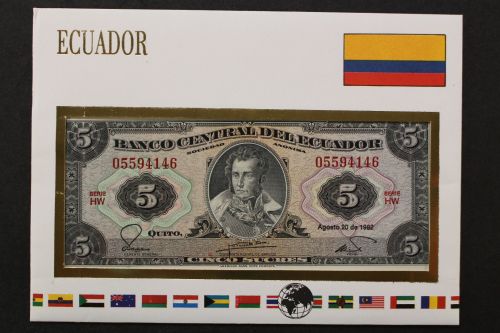 ECUADOR
5 5
BANCO CENTRAL DEL ECUADOR
SOCIEDAD ANONIMA
05594146 05594146
SERIE HW SERIE HW
5 5
QUITO, Agosto 20 de 1982
5 5
CINCO SUCRES